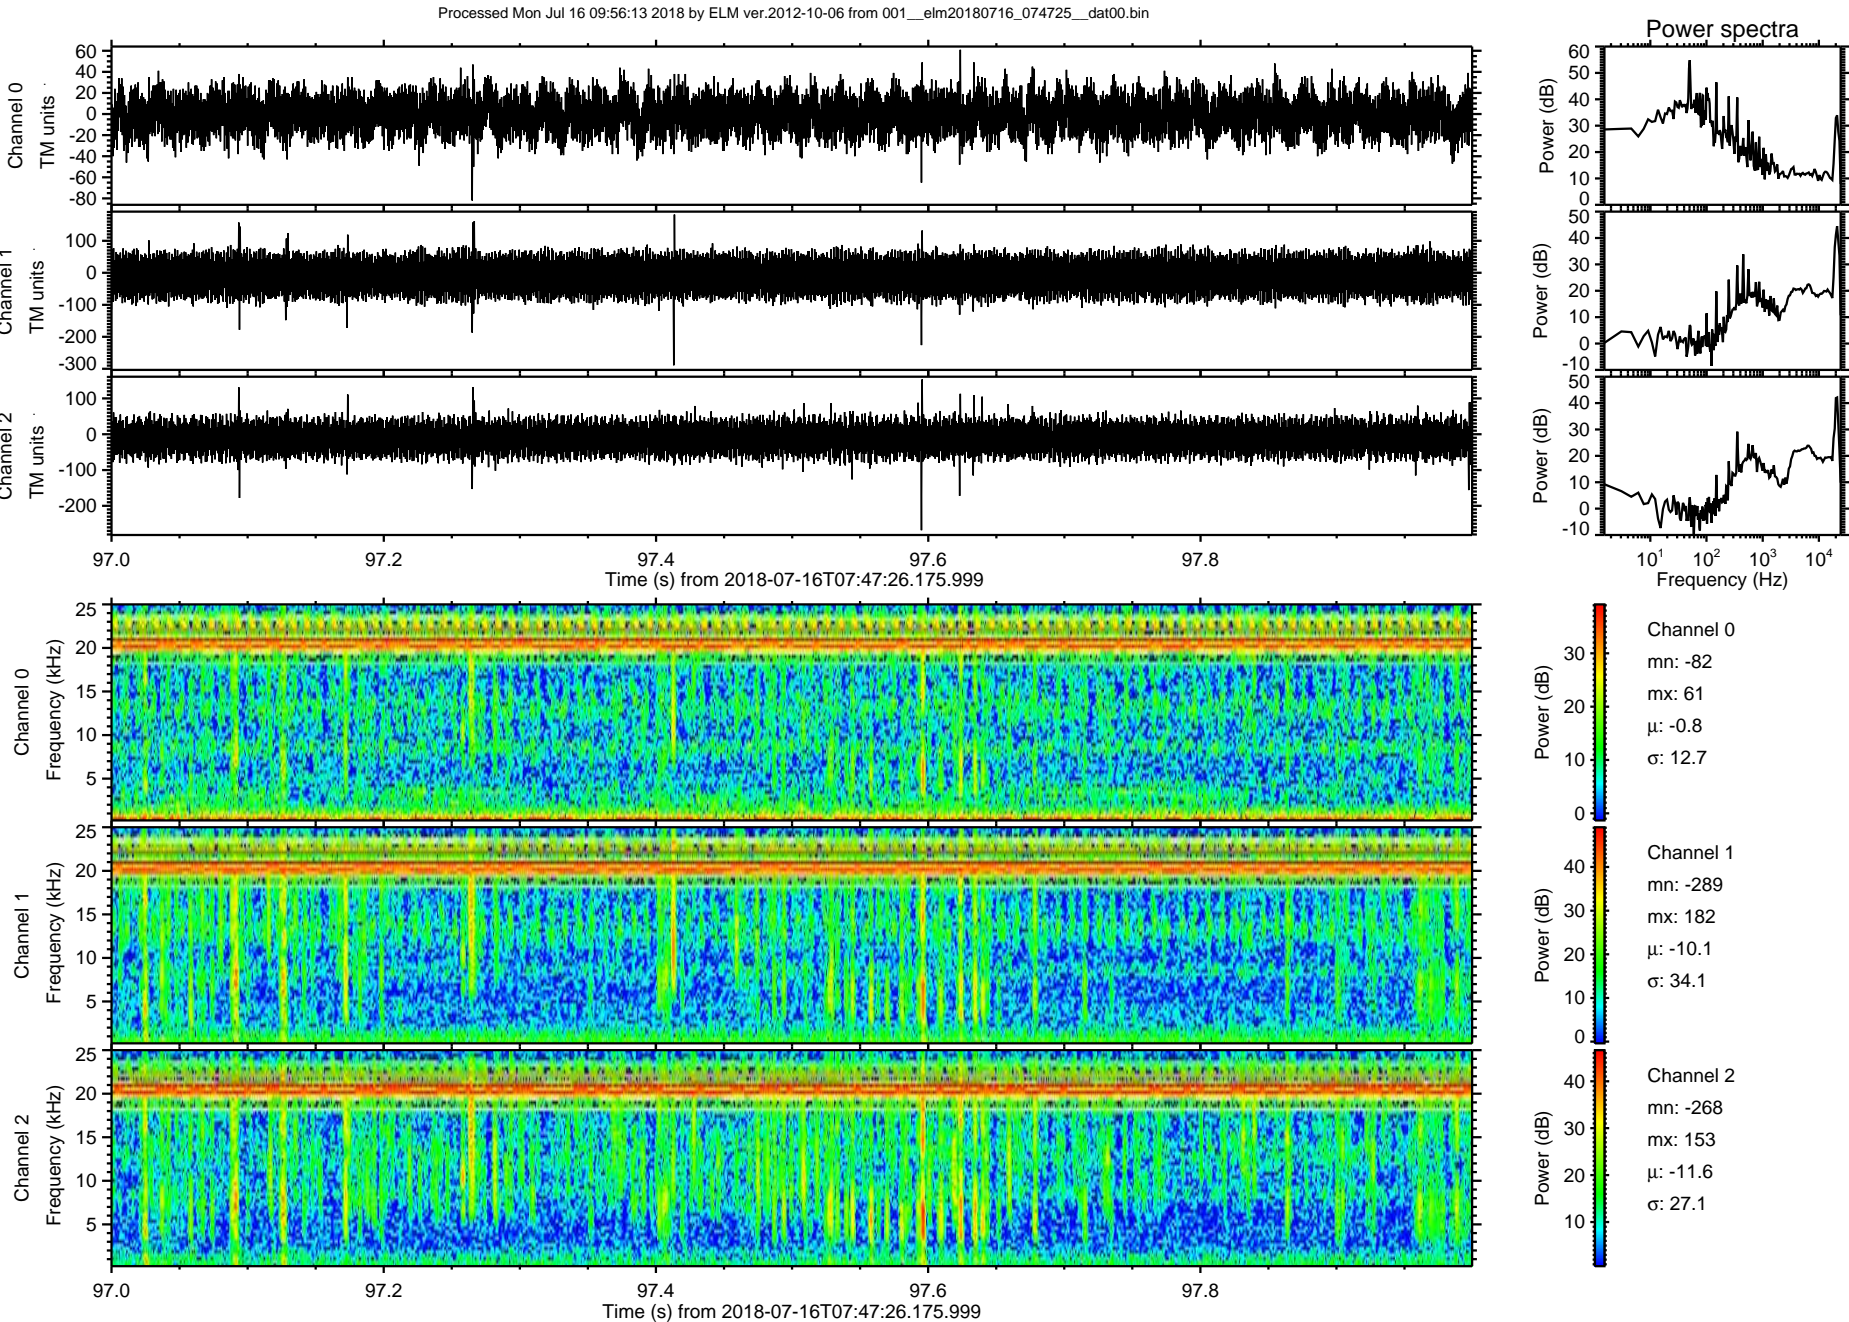 Processed Mon Jul 16 09:56:13 2018 by ELM ver.2012-10-06 from 001__elm20180716_074725__dat00.bin
Power spectra
Channel 0
TM units
60
40
20
0
-20
-40
-60
-80
Power (dB)
60
50
40
30
20
10
0
Channel 1
TM units
100
0
-100
-200
-300
Power (dB)
50
40
30
20
10
0
-10
Channel 2
TM units
100
0
-100
-200
Power (dB)
50
40
30
20
10
0
-10
97.0 97.2 97.4 97.6 97.8
Time (s) from 2018-07-16T07:47:26.175.999
10^1 10^2 10^3 10^4
Frequency (Hz)
Channel 0
Frequency (kHz)
25
20
15
10
5
Power (dB)
30
20
10
0
Channel 0
mn: -82
mx: 61
μ: -0.8
σ: 12.7
Channel 1
Frequency (kHz)
25
20
15
10
5
Power (dB)
40
30
20
10
0
Channel 1
mn: -289
mx: 182
μ: -10.1
σ: 34.1
Channel 2
Frequency (kHz)
25
20
15
10
5
Power (dB)
40
30
20
10
Channel 2
mn: -268
mx: 153
μ: -11.6
σ: 27.1
97.0 97.2 97.4 97.6 97.8
Time (s) from 2018-07-16T07:47:26.175.999